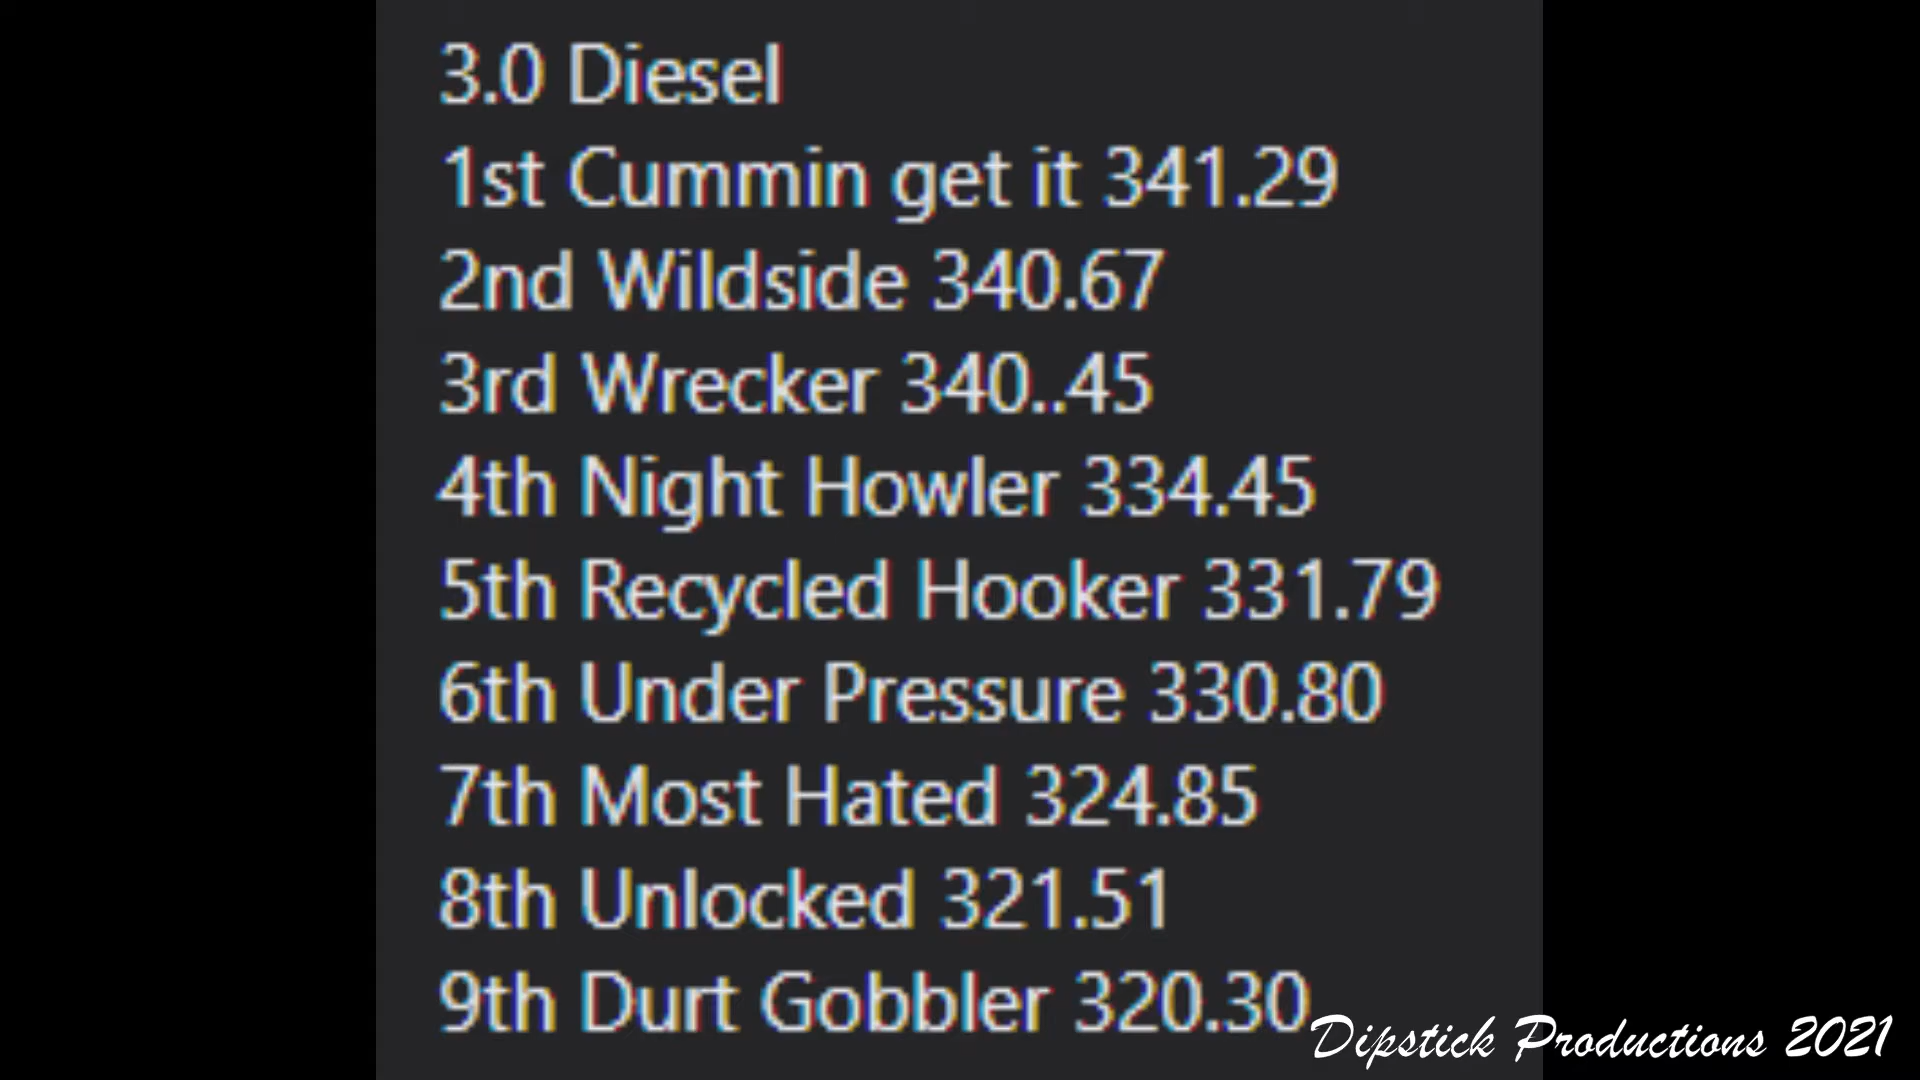 3.0 Diesel
1st Cummin get it 341.29
2nd Wildside 340.67
3rd Wrecker 340..45
4th Night Howler 334.45
5th Recycled Hooker 331.79
6th Under Pressure 330.80
7th Most Hated 324.85
8th Unlocked 321.51
9th Durt Gobbler 320.30
Dipstick Productions 2021